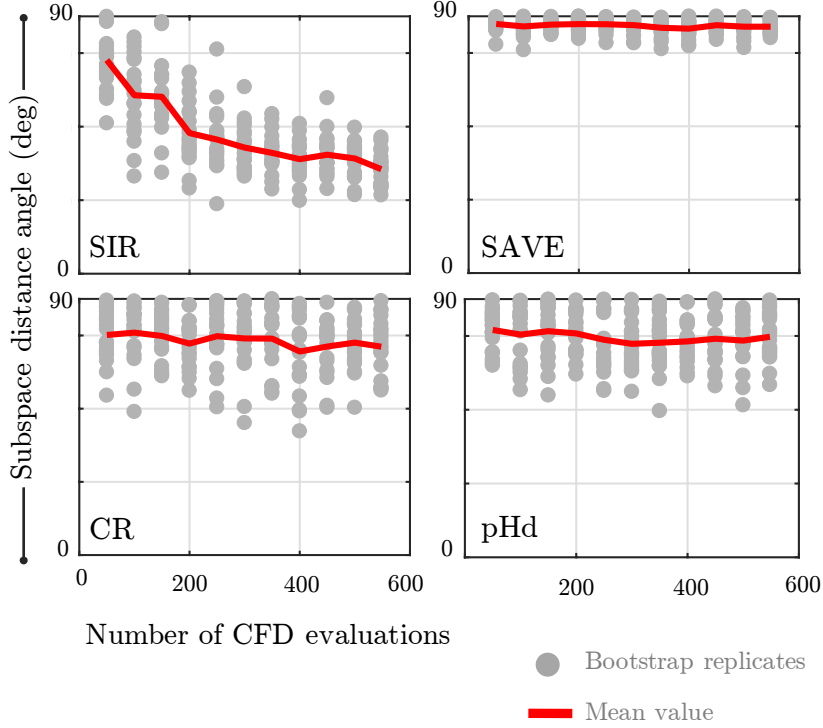 Subspace distance angle (deg)
90
SIR
0
90
SAVE
0
90
CR
0
0
200
400
600
90
pHd
0
200
400
600
Number of CFD evaluations
Bootstrap replicates
Mean value